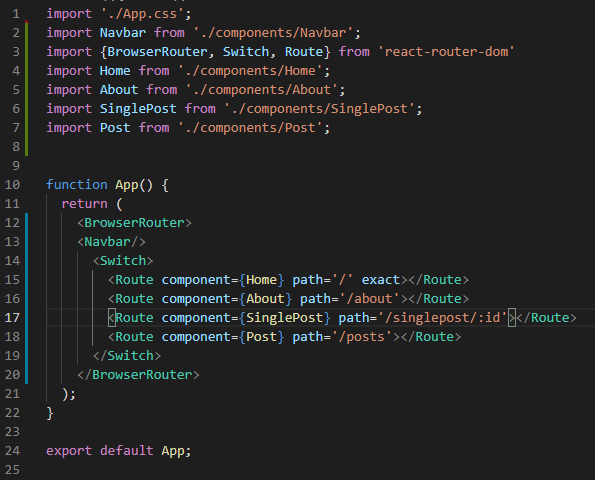 1 import './App.css';
2 import Navbar from './components/Navbar';
3 import {BrowserRouter, Switch, Route} from 'react-router-dom'
4 import Home from './components/Home';
5 import About from './components/About';
6 import SinglePost from './components/SinglePost';
7 import Post from './components/Post';
8
9
10 function App() {
11   return (
12     <BrowserRouter>
13     <Navbar/>
14       <Switch>
15         <Route component={Home} path='/' exact></Route>
16         <Route component={About} path='/about'></Route>
17         <Route component={SinglePost} path='/singlepost/:id'></Route>
18         <Route component={Post} path='/posts'></Route>
19       </Switch>
20     </BrowserRouter>
21   );
22 }
23
24 export default App;
25